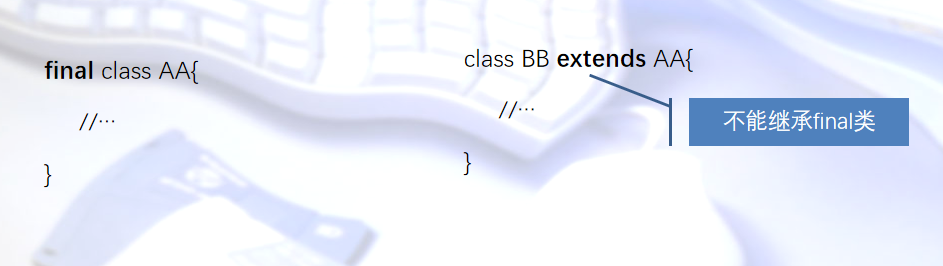 final class AA{
//…
}
class BB extends AA{
//…
}
不能继承final类